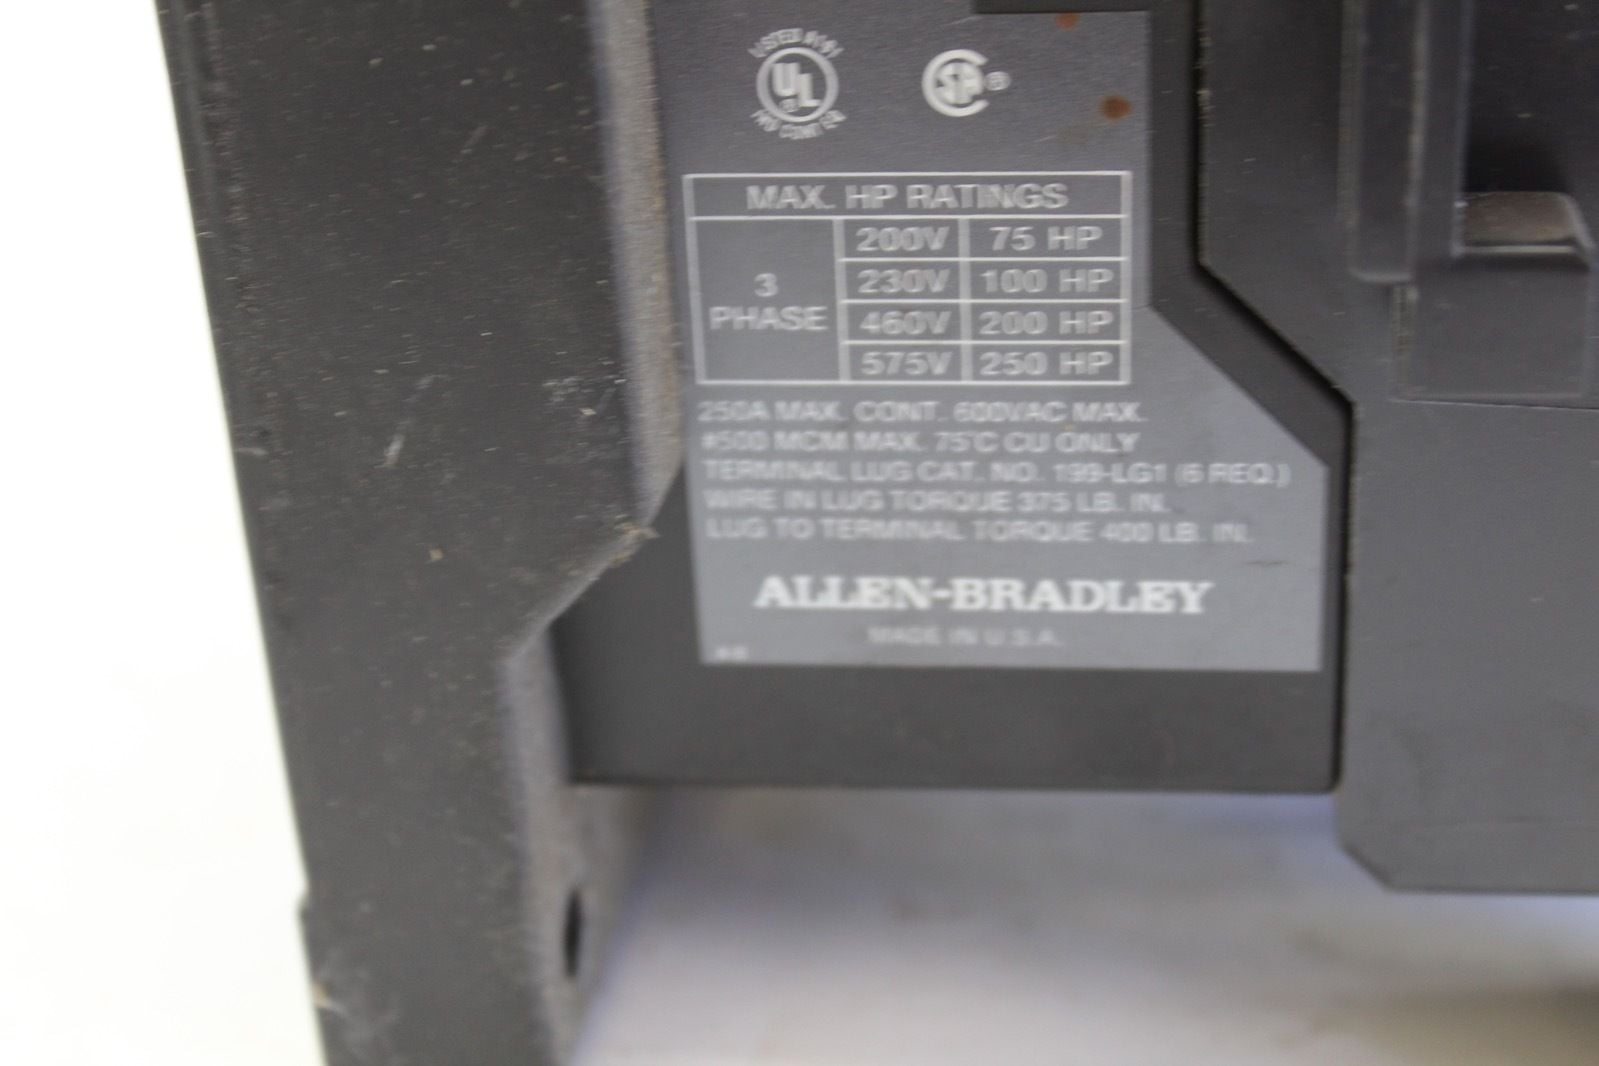 LISTED
UL
®
SA ®
MAX. HP RATINGS
3 PHASE
200V 75 HP
230V 100 HP
460V 200 HP
575V 250 HP
250A MAX. CONT. 600VAC MAX.
#500 MCM MAX. 75°C CU ONLY
TERMINAL LUG CAT. NO. 199-LG1 (6 REQ.)
WIRE IN LUG TORQUE 375 LB. IN.
LUG TO TERMINAL TORQUE 400 LB. IN.
ALLEN-BRADLEY
MADE IN U.S.A.